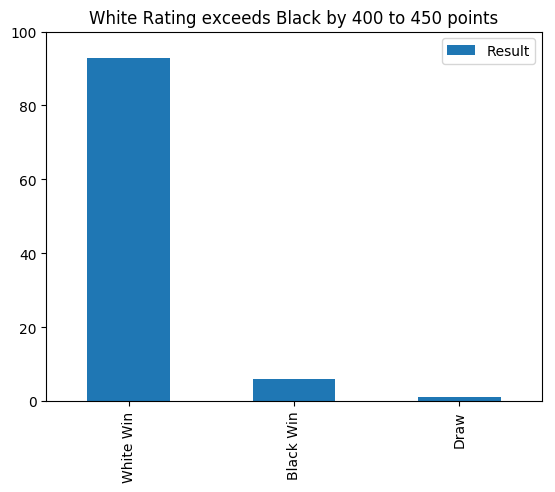 White Rating exceeds Black by 400 to 450 points
Result
100
80
60
40
20
0
White Win
Black Win
Draw